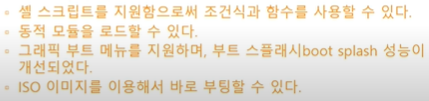 ◦ 셸 스크립트를 지원함으로써 조건식과 함수를 사용할 수 있다.
◦ 동적 모듈을 로드할 수 있다.
◦ 그래픽 부트 메뉴를 지원하며, 부트 스플래시boot splash 성능이
개선되었다.
◦ ISO 이미지를 이용해서 바로 부팅할 수 있다.